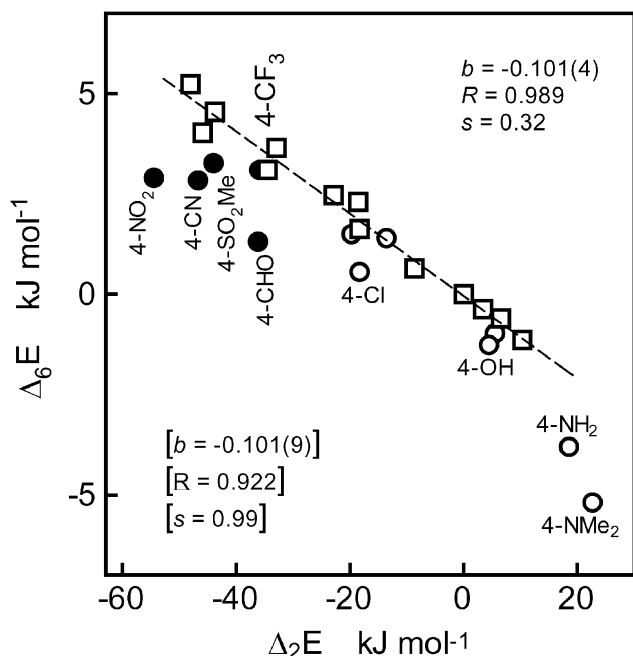 b = -0.101(4)
R = 0.989
s = 0.32
4-CF₃
4-NO₂
4-CN
4-SO₂Me
4-CHO
4-Cl
4-OH
4-NH₂
4-NMe₂
[b = -0.101(9)]
[R = 0.922]
[s = 0.99]
5
0
-5
Δ₆E kJ mol⁻¹
-60 -40 -20 0 20
Δ₂E kJ mol⁻¹